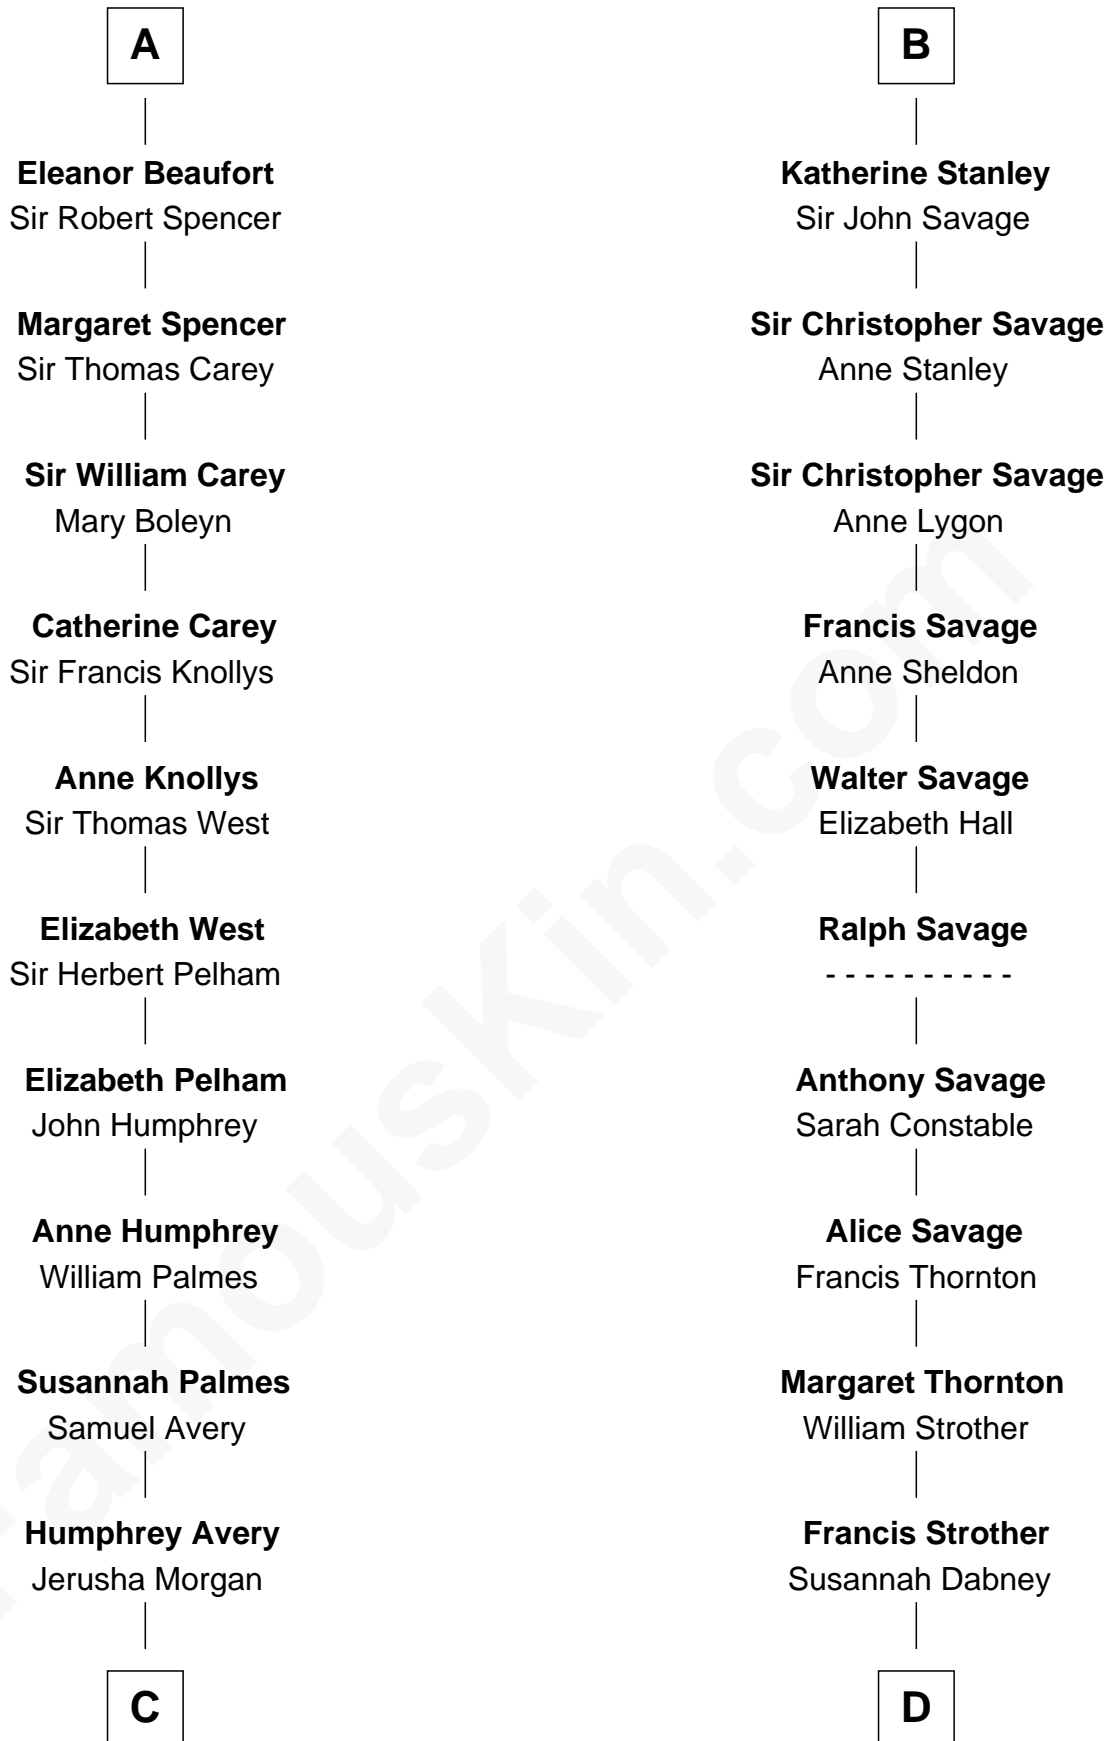 A
Eleanor Beaufort
Sir Robert Spencer
Margaret Spencer
Sir Thomas Carey
Sir William Carey
Mary Boleyn
Catherine Carey
Sir Francis Knollys
Anne Knollys
Sir Thomas West
Elizabeth West
Sir Herbert Pelham
Elizabeth Pelham
John Humphrey
Anne Humphrey
William Palmes
Susannah Palmes
Samuel Avery
Humphrey Avery
Jerusha Morgan
C
B
Katherine Stanley
Sir John Savage
Sir Christopher Savage
Anne Stanley
Sir Christopher Savage
Anne Lygon
Francis Savage
Anne Sheldon
Walter Savage
Elizabeth Hall
Ralph Savage
- - - - - - - - - -
Anthony Savage
Sarah Constable
Alice Savage
Francis Thornton
Margaret Thornton
William Strother
Francis Strother
Susannah Dabney
D
FamousKin.com